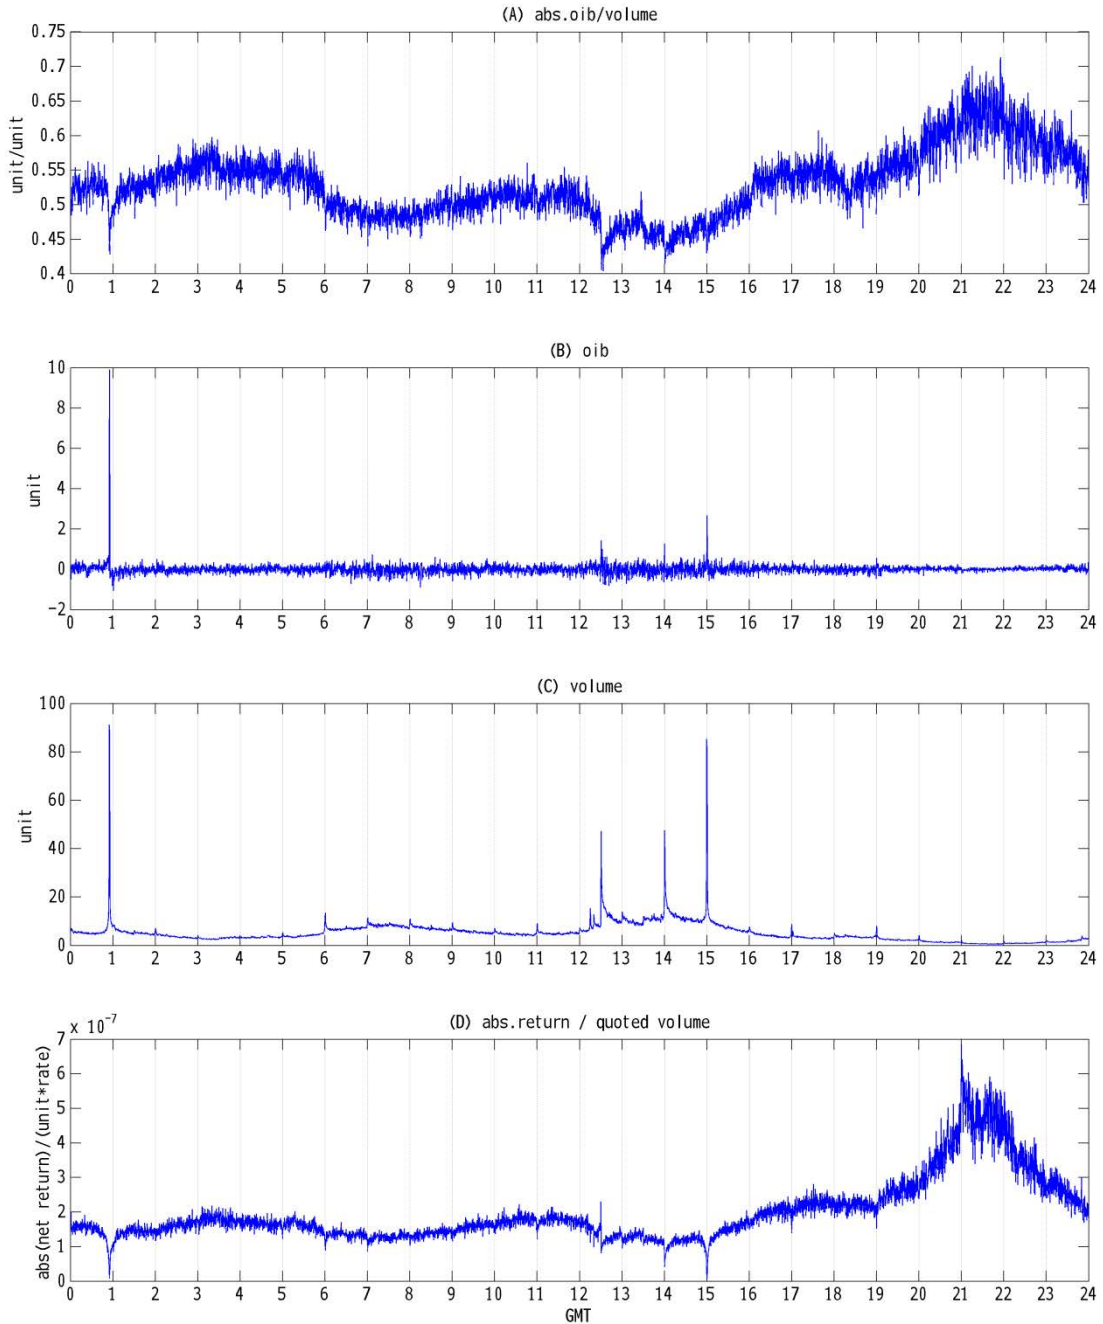 (A) abs.oib/volume
unit/unit
0.75
0.7
0.65
0.6
0.55
0.5
0.45
0.4
0 1 2 3 4 5 6 7 8 9 10 11 12 13 14 15 16 17 18 19 20 21 22 23 24
(B) oib
unit
10
8
6
4
2
0
-2
0 1 2 3 4 5 6 7 8 9 10 11 12 13 14 15 16 17 18 19 20 21 22 23 24
(C) volume
unit
100
80
60
40
20
0
0 1 2 3 4 5 6 7 8 9 10 11 12 13 14 15 16 17 18 19 20 21 22 23 24
x 10^-7
(D) abs.return / quoted volume
abs(net return)/(unit*rate)
7
6
5
4
3
2
1
0
0 1 2 3 4 5 6 7 8 9 10 11 12 13 14 15 16 17 18 19 20 21 22 23 24
GMT